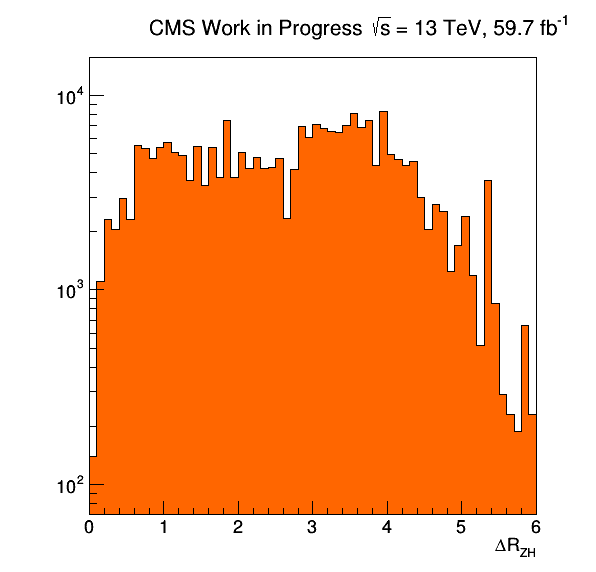 CMS Work in Progress √s = 13 TeV, 59.7 fb⁻¹
10⁴
10³
10²
0 1 2 3 4 5 6
ΔR_ZH